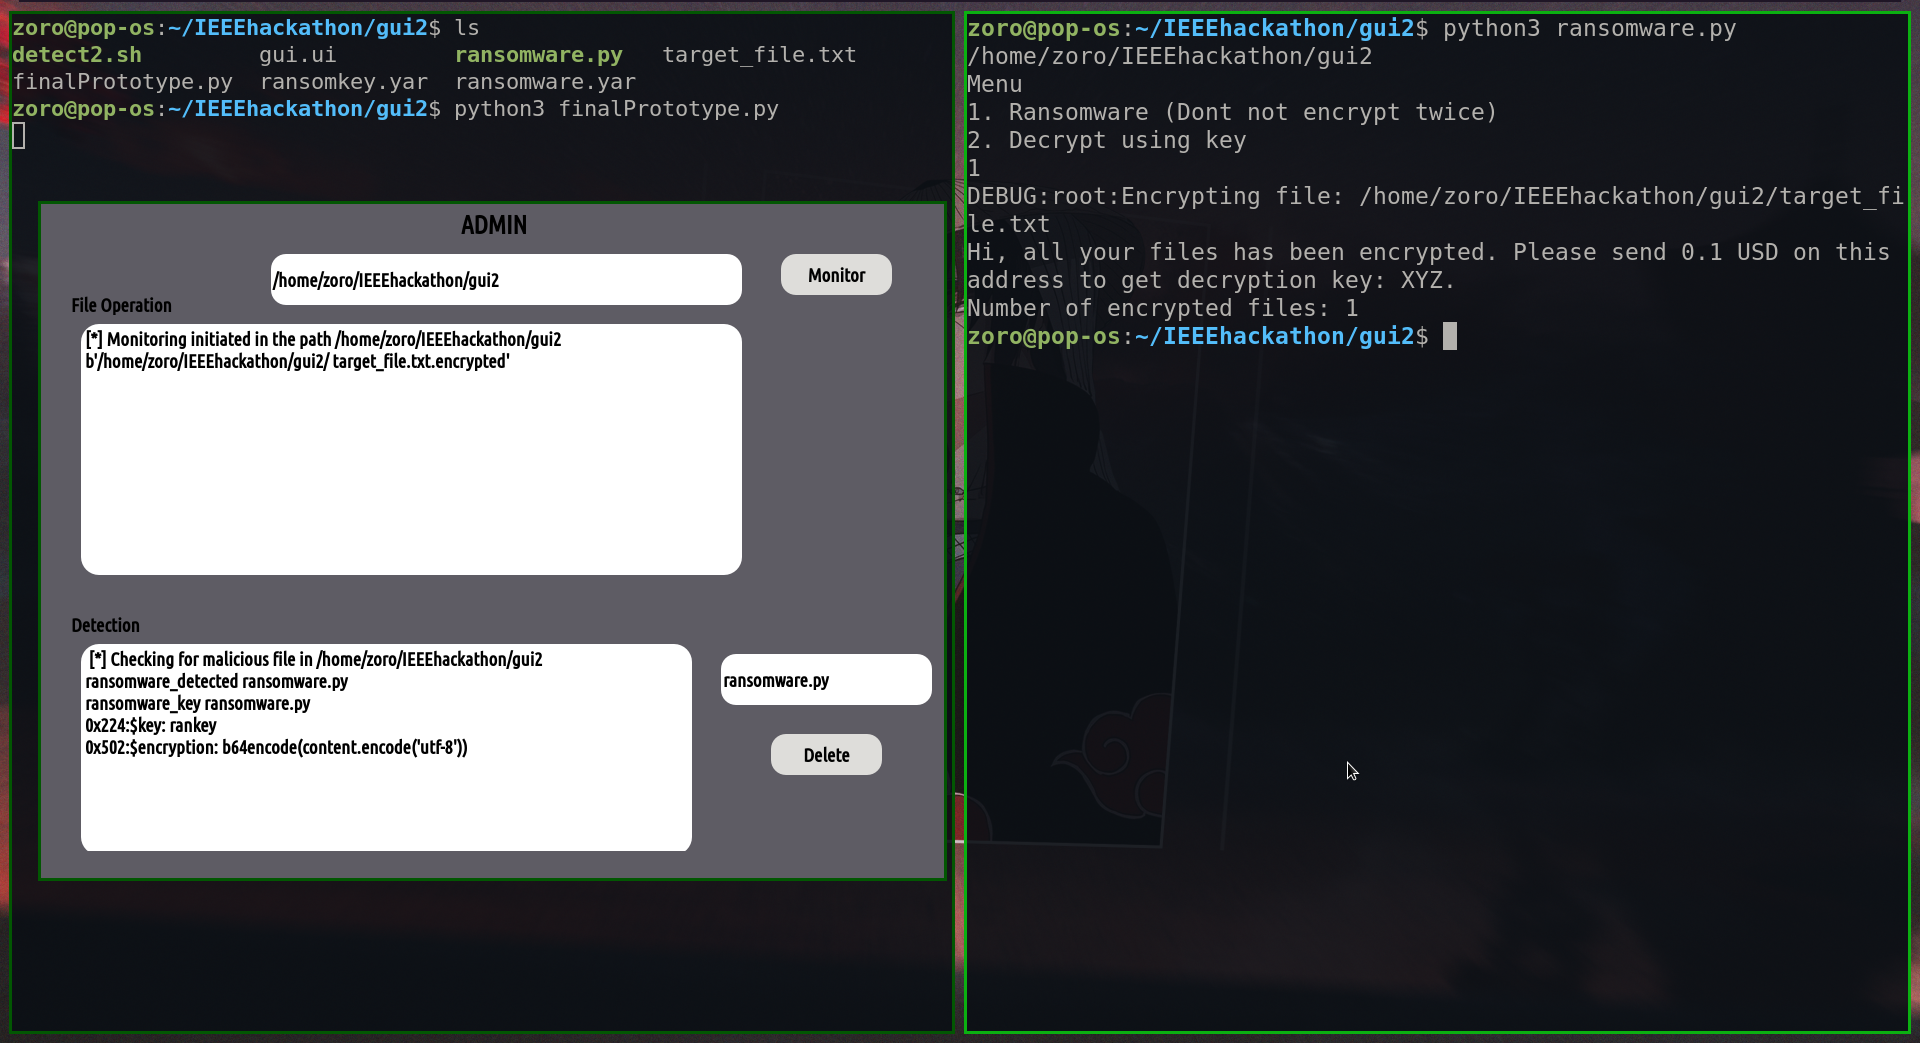 zoro@pop-os:~/IEEEhackathon/gui2$ ls
detect2.sh gui.ui ransomware.py target_file.txt
finalPrototype.py ransomkey.yar ransomware.yar
zoro@pop-os:~/IEEEhackathon/gui2$ python3 finalPrototype.py
ADMIN
/home/zoro/IEEEhackathon/gui2
Monitor
File Operation
[*] Monitoring initiated in the path /home/zoro/IEEEhackathon/gui2
b'/home/zoro/IEEEhackathon/gui2/ target_file.txt.encrypted'
Detection
[*] Checking for malicious file in /home/zoro/IEEEhackathon/gui2
ransomware_detected ransomware.py
ransomware_key ransomware.py
0x224:$key: rankey
0x502:$encryption: b64encode(content.encode('utf-8'))
ransomware.py
Delete
zoro@pop-os:~/IEEEhackathon/gui2$ python3 ransomware.py
/home/zoro/IEEEhackathon/gui2
Menu
1. Ransomware (Dont not encrypt twice)
2. Decrypt using key
1
DEBUG:root:Encrypting file: /home/zoro/IEEEhackathon/gui2/target_fi
le.txt
Hi, all your files has been encrypted. Please send 0.1 USD on this
address to get decryption key: XYZ.
Number of encrypted files: 1
zoro@pop-os:~/IEEEhackathon/gui2$